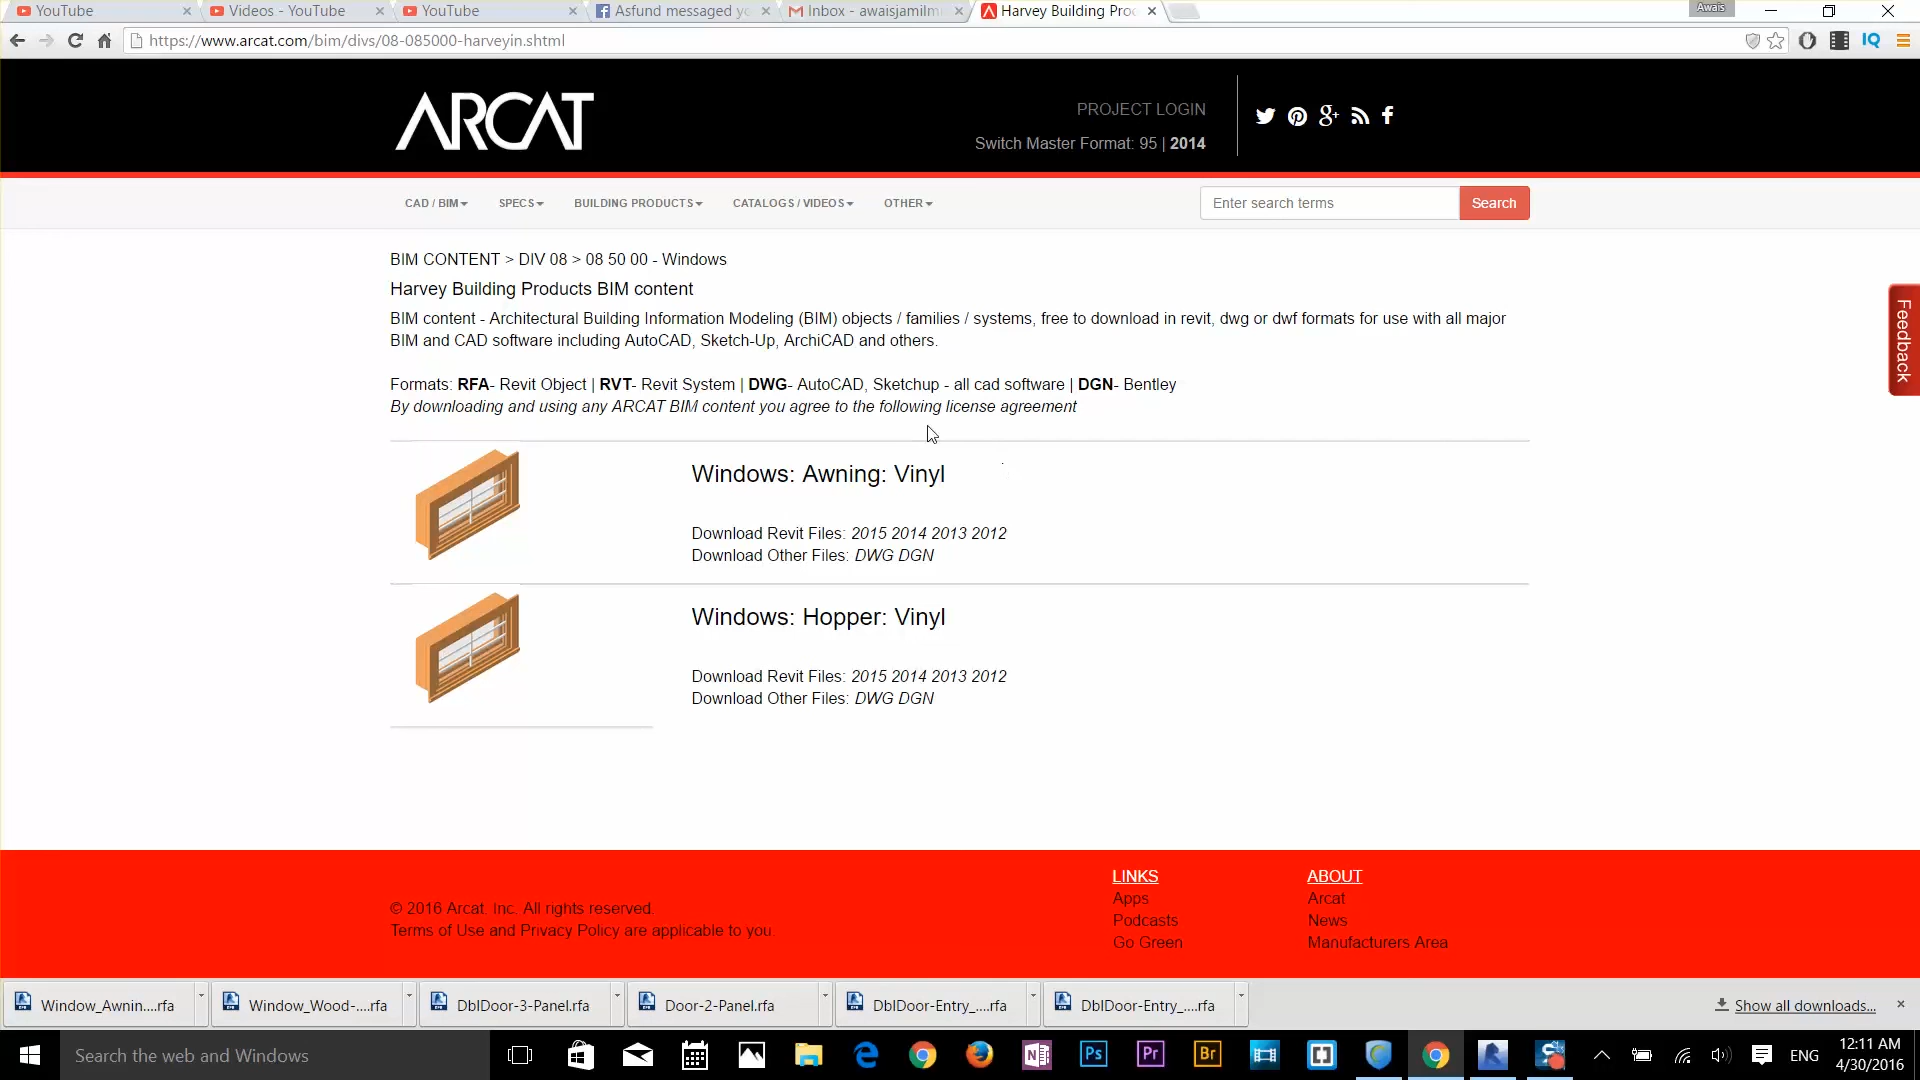 YouTube
Videos - YouTube
YouTube
Asfund messaged yo
Inbox - awaisjamilm
Harvey Building Pro
Awais
https://www.arcat.com/bim/divs/08-085000-harveyin.shtml
IQ
ARCAT
PROJECT LOGIN
Switch Master Format: 95 | 2014
g+
CAD / BIM
SPECS
BUILDING PRODUCTS
CATALOGS / VIDEOS
OTHER
Enter search terms
Search
BIM CONTENT > DIV 08 > 08 50 00 - Windows
Harvey Building Products BIM content
BIM content - Architectural Building Information Modeling (BIM) objects / families / systems, free to download in revit, dwg or dwf formats for use with all major
BIM and CAD software including AutoCAD, Sketch-Up, ArchiCAD and others.
Feedback
Formats: RFA- Revit Object | RVT- Revit System | DWG- AutoCAD, Sketchup - all cad software | DGN- Bentley
By downloading and using any ARCAT BIM content you agree to the following license agreement
Windows: Awning: Vinyl
Download Revit Files: 2015 2014 2013 2012
Download Other Files: DWG DGN
Windows: Hopper: Vinyl
Download Revit Files: 2015 2014 2013 2012
Download Other Files: DWG DGN
LINKS
Apps
Podcasts
Go Green
ABOUT
Arcat
News
Manufacturers Area
© 2016 Arcat. Inc. All rights reserved.
Terms of Use and Privacy Policy are applicable to you.
Window_Awnin....rfa
Window_Wood-....rfa
DblDoor-3-Panel.rfa
Door-2-Panel.rfa
DblDoor-Entry_....rfa
DblDoor-Entry_....rfa
Show all downloads...
Search the web and Windows
N
Ps
Pr
Br
ENG
12:11 AM
4/30/2016